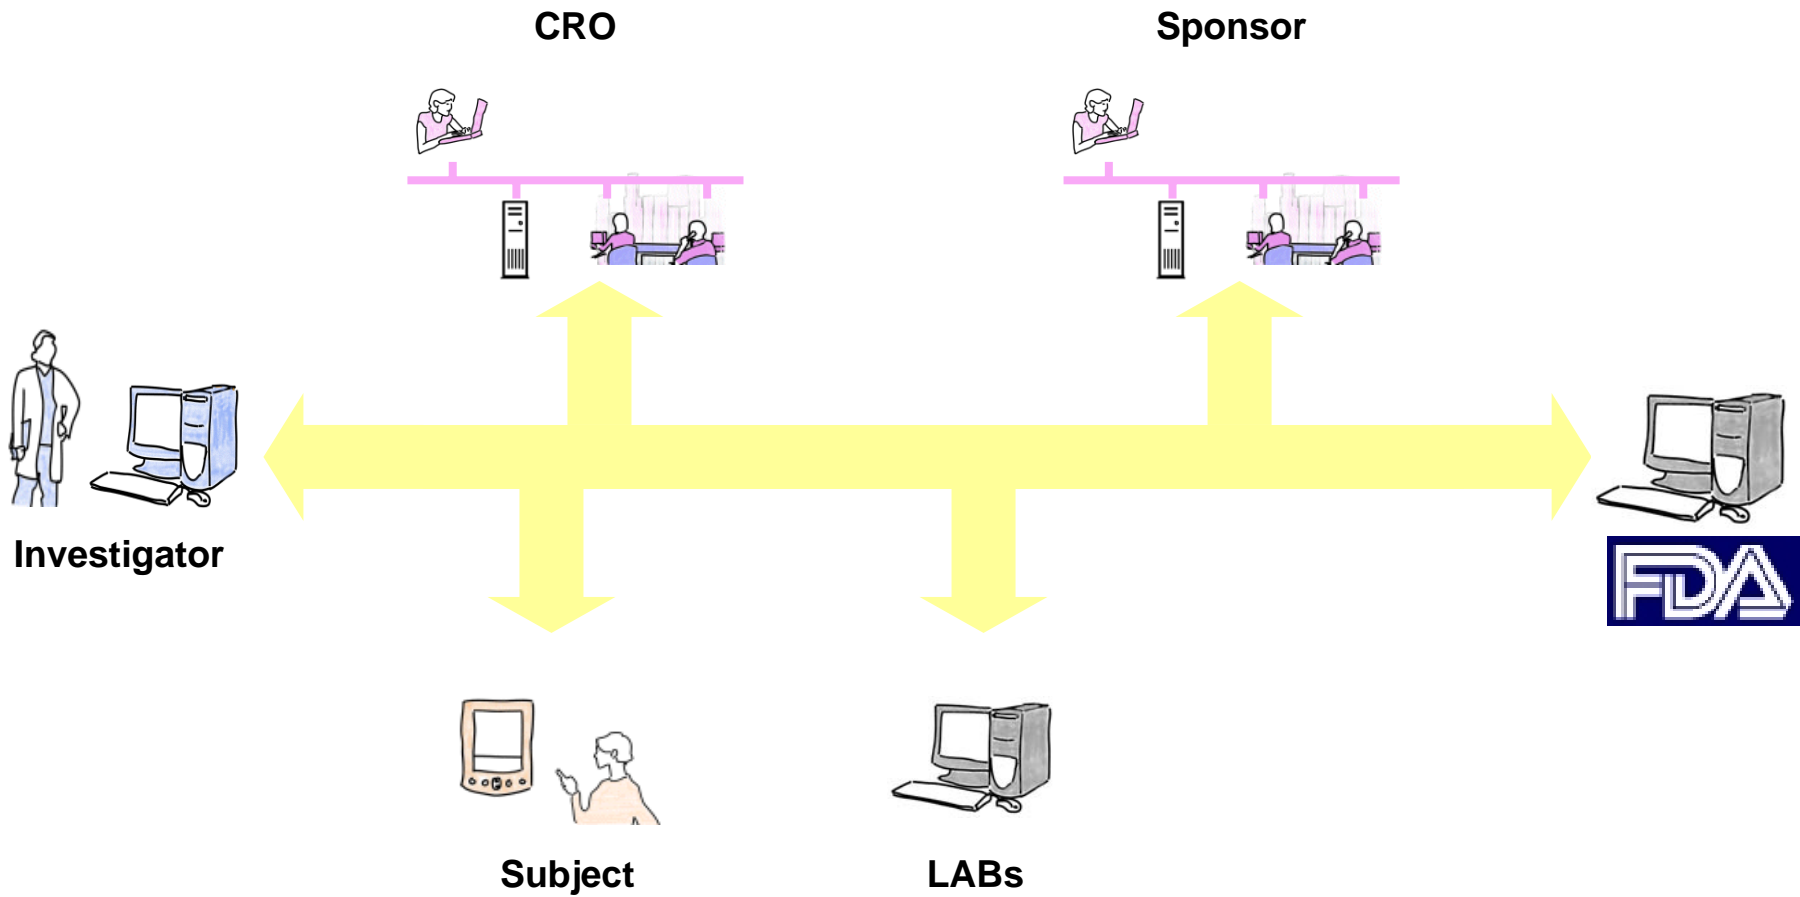 CRO
Sponsor
Investigator
FDA
Subject
LABs